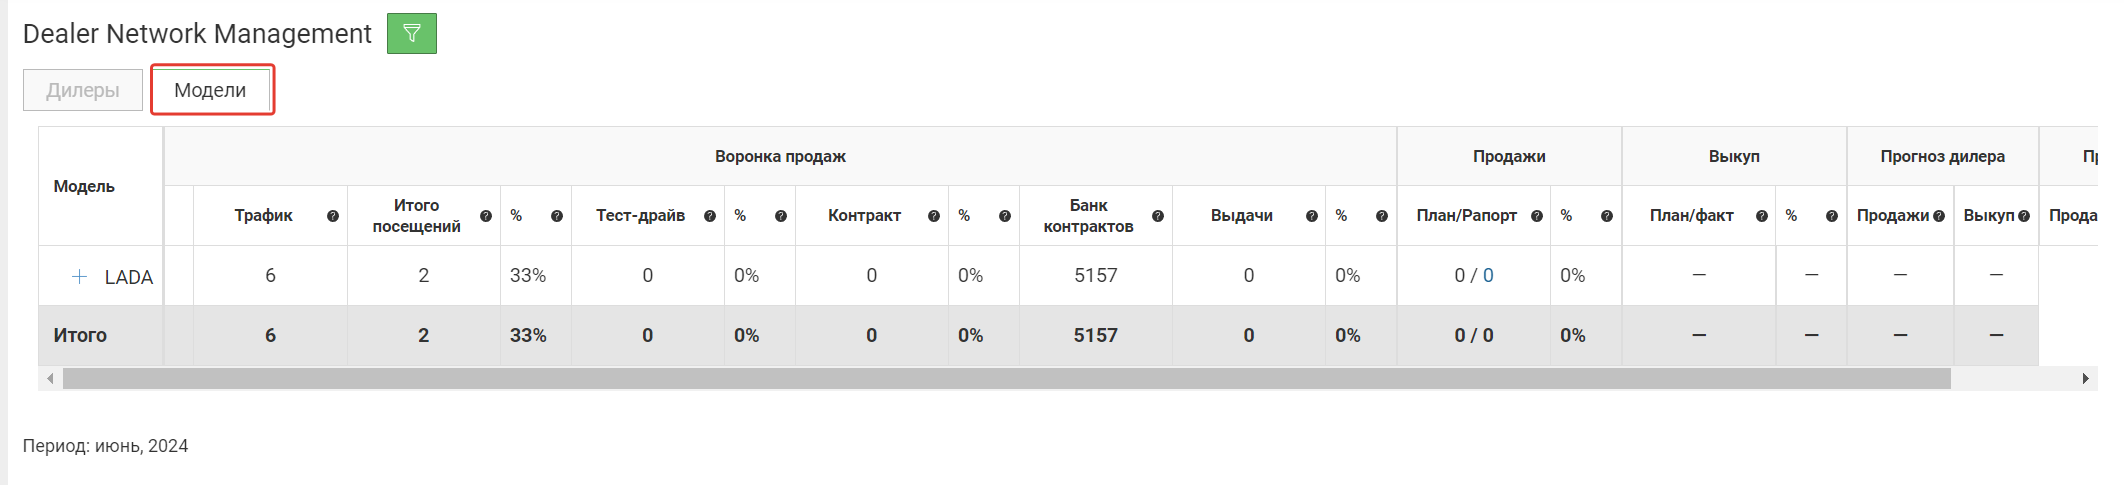 Dealer Network Management
Дилеры Модели
Модель Воронка продаж Продажи Выкуп Прогноз дилера
Трафик Итого посещений % Тест-драйв % Контракт % Банк контрактов Выдачи % План/Рапорт % План/факт % Продажи Выкуп Прода
+ LADA 6 2 33% 0 0% 0 0% 5157 0 0% 0 / 0 0% — — — —
Итого 6 2 33% 0 0% 0 0% 5157 0 0% 0 / 0 0% — — — —
Период: июнь, 2024